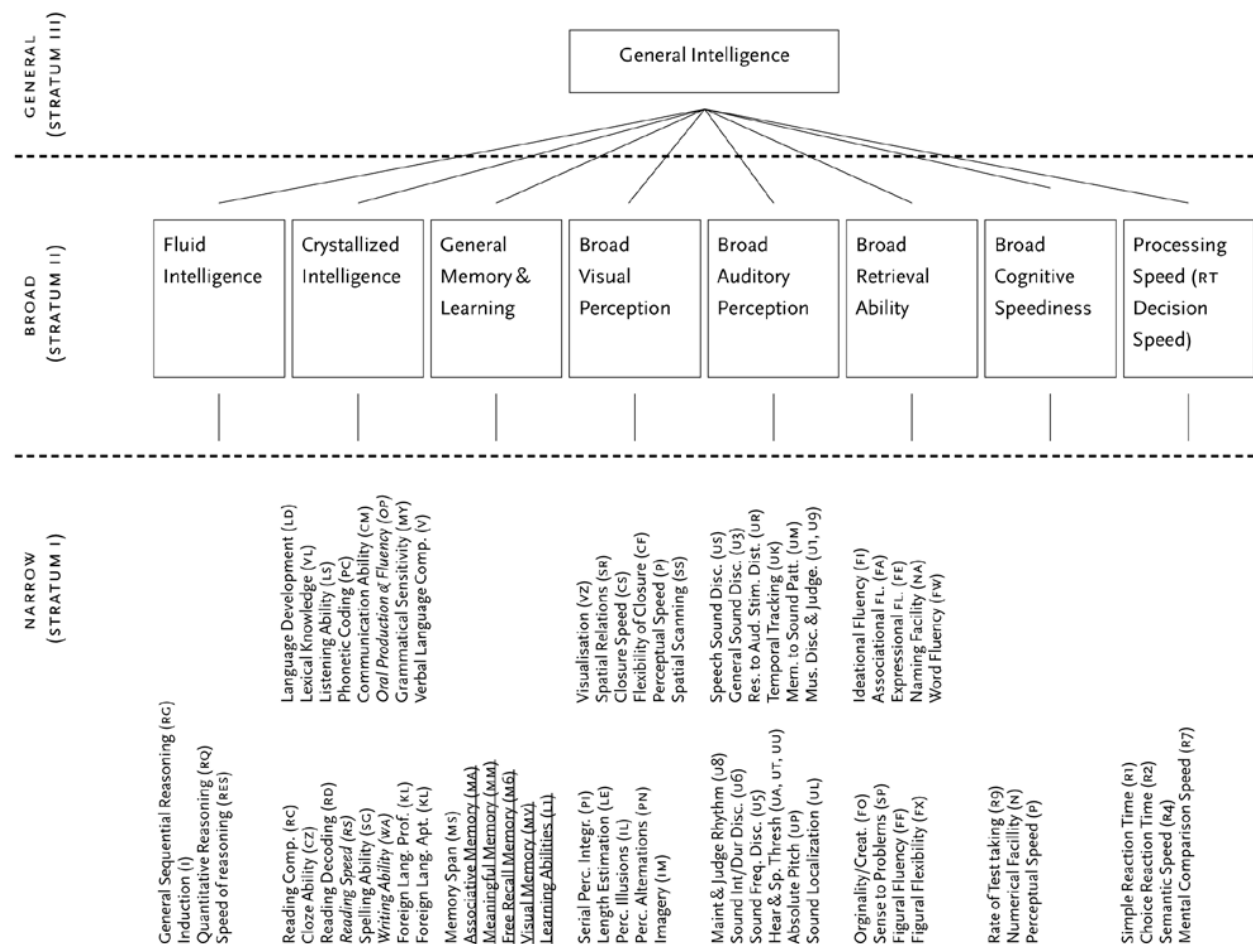 GENERAL
(STRATUM III)
General Intelligence
BROAD
(STRATUM II)
Fluid
Intelligence
Crystallized
Intelligence
General
Memory &
Learning
Broad
Visual
Perception
Broad
Auditory
Perception
Broad
Retrieval
Ability
Broad
Cognitive
Speediness
Processing
Speed (RT
Decision
Speed)
NARROW
(STRATUM I)
General Sequential Reasoning (RG)
Induction (I)
Quantitative Reasoning (RQ)
Speed of reasoning (RES)
Language Development (LD)
Lexical Knowledge (VL)
Listening Ability (LS)
Phonetic Coding (PC)
Communication Ability (CM)
Oral Production & Fluency (OP)
Grammatical Sensitivity (MY)
Verbal Language Comp. (V)
Reading Comp. (RC)
Cloze Ability (CZ)
Reading Decoding (RD)
Reading Speed (RS)
Spelling Ability (SG)
Writing Ability (WA)
Foreign Lang. Prof. (KL)
Foreign Lang. Apt. (KL)
Memory Span (MS)
Associative Memory (MA)
Meaningful Memory (MM)
Free Recall Memory (M6)
Visual Memory (MV)
Learning Abilities (L1)
Visualisation (VZ)
Spatial Relations (SR)
Closure Speed (CS)
Flexibility of Closure (CF)
Perceptual Speed (P)
Spatial Scanning (SS)
Serial Perc. Integr. (PI)
Length Estimation (LE)
Perc. Illusions (IL)
Perc. Alternations (PN)
Imagery (IM)
Speech Sound Disc. (US)
General Sound Disc. (U3)
Res. to Aud. Stim. Dist. (UR)
Temporal Tracking (UK)
Mem. to Sound Patt. (UM)
Mus. Disc. & Judge. (U1, U9)
Maint & Judge Rhythm (U8)
Sound Int/Dur Disc. (U6)
Sound Freq. Disc. (U5)
Hear & Sp. Thresh (UA, UT, UU)
Absolute Pitch (UP)
Sound Localization (UL)
Ideational Fluency (FI)
Associational FL. (FA)
Expressional FL. (FE)
Naming Facility (NA)
Word Fluency (FW)
Orginality/Creat. (FO)
Sense to Problems (SP)
Figural Fluency (FF)
Figural Flexibility (FX)
Rate of Test taking (R9)
Numerical Facility (N)
Perceptual Speed (P)
Simple Reaction Time (R1)
Choice Reaction Time (R2)
Semantic Speed (R4)
Mental Comparison Speed (R7)